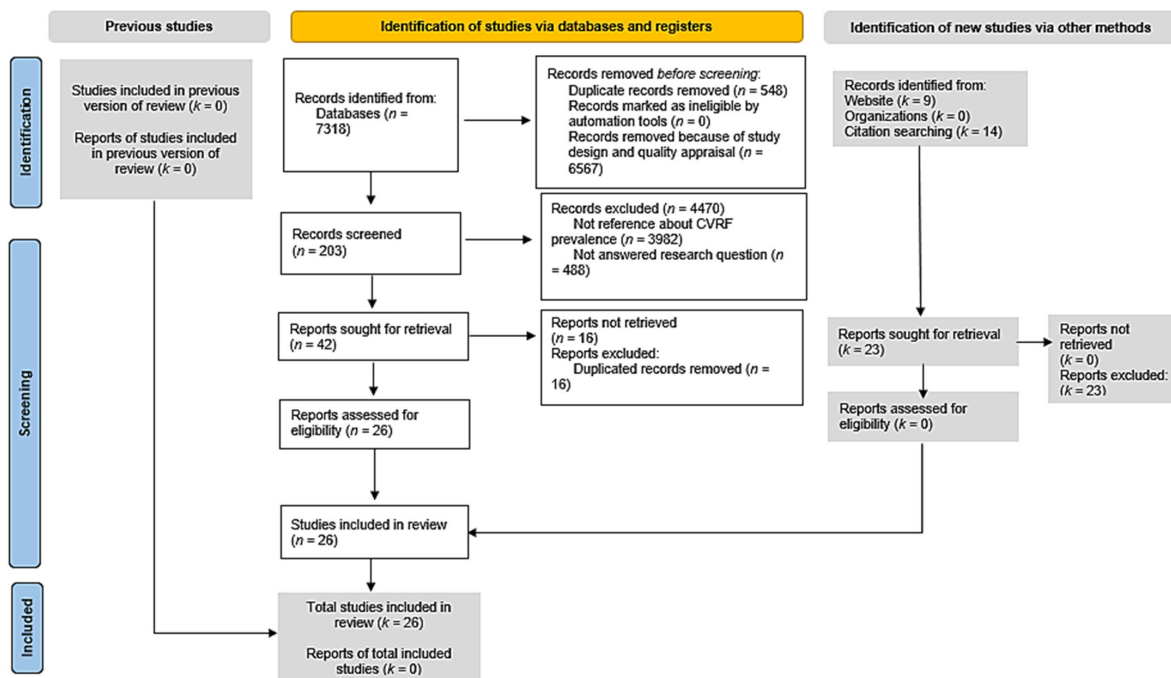 Previous studies
Identification of studies via databases and registers
Identification of new studies via other methods
Identification
Studies included in previous
version of review (k = 0)
Reports of studies included
in previous version of
review (k = 0)
Records identified from:
Databases (n =
7318)
Records removed before screening:
Duplicate records removed (n = 548)
Records marked as ineligible by
automation tools (n = 0)
Records removed because of study
design and quality appraisal (n =
6567)
Records identified from:
Website (k = 9)
Organizations (k = 0)
Citation searching (k = 14)
Screening
Records screened
(n = 203)
Records excluded (n = 4470)
Not reference about CVRF
prevalence (n = 3982)
Not answered research question (n
= 488)
Reports sought for retrieval
(n = 42)
Reports not retrieved
(n = 16)
Reports excluded:
Duplicated records removed (n =
16)
Reports sought for retrieval
(k = 23)
Reports not
retrieved
(k = 0)
Reports excluded:
(k = 23)
Reports assessed for
eligibility (n = 26)
Reports assessed for
eligibility (k = 0)
Studies included in review
(n = 26)
Included
Total studies included in
review (k = 26)
Reports of total included
studies (k = 0)